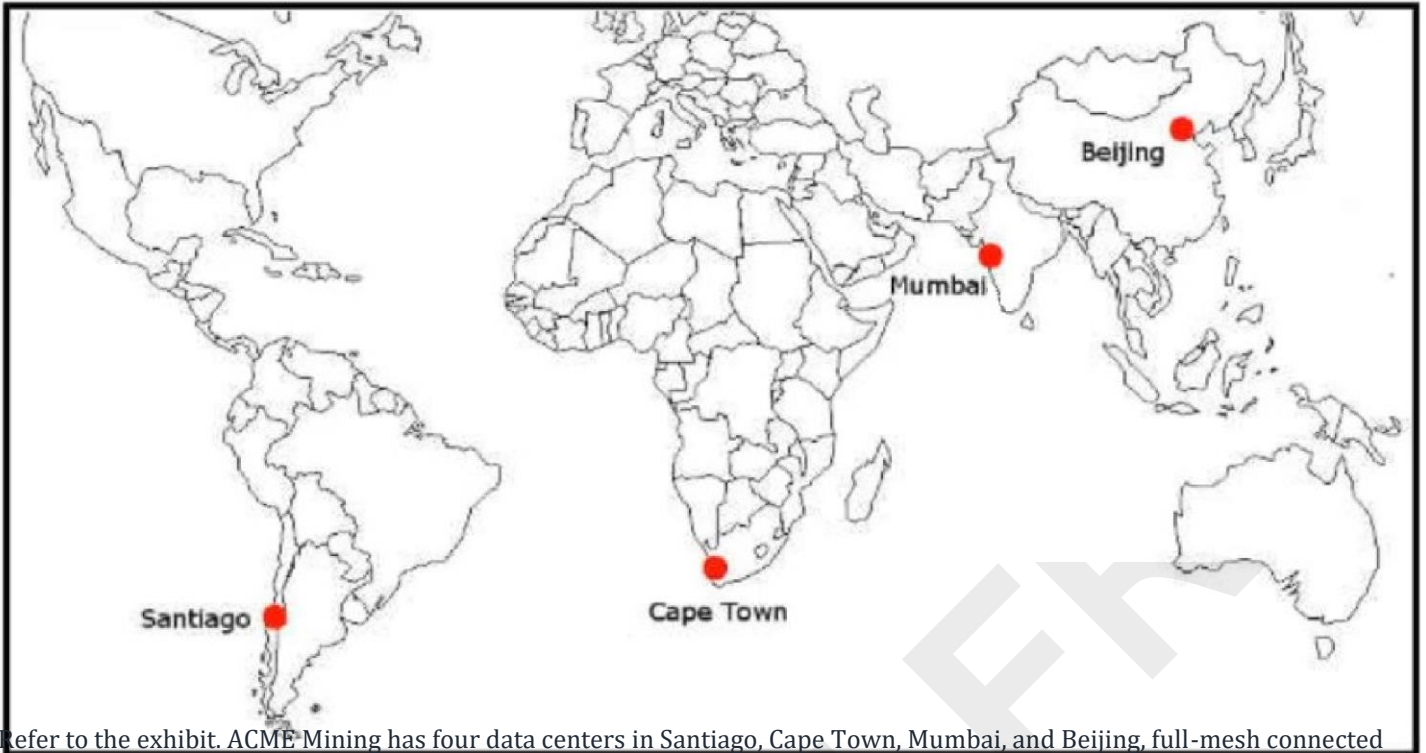 Beijing
Mumbai
Santiago
Cape Town
Refer to the exhibit. ACME Mining has four data centers in Santiago, Cape Town, Mumbai, and Beijing, full-mesh connected